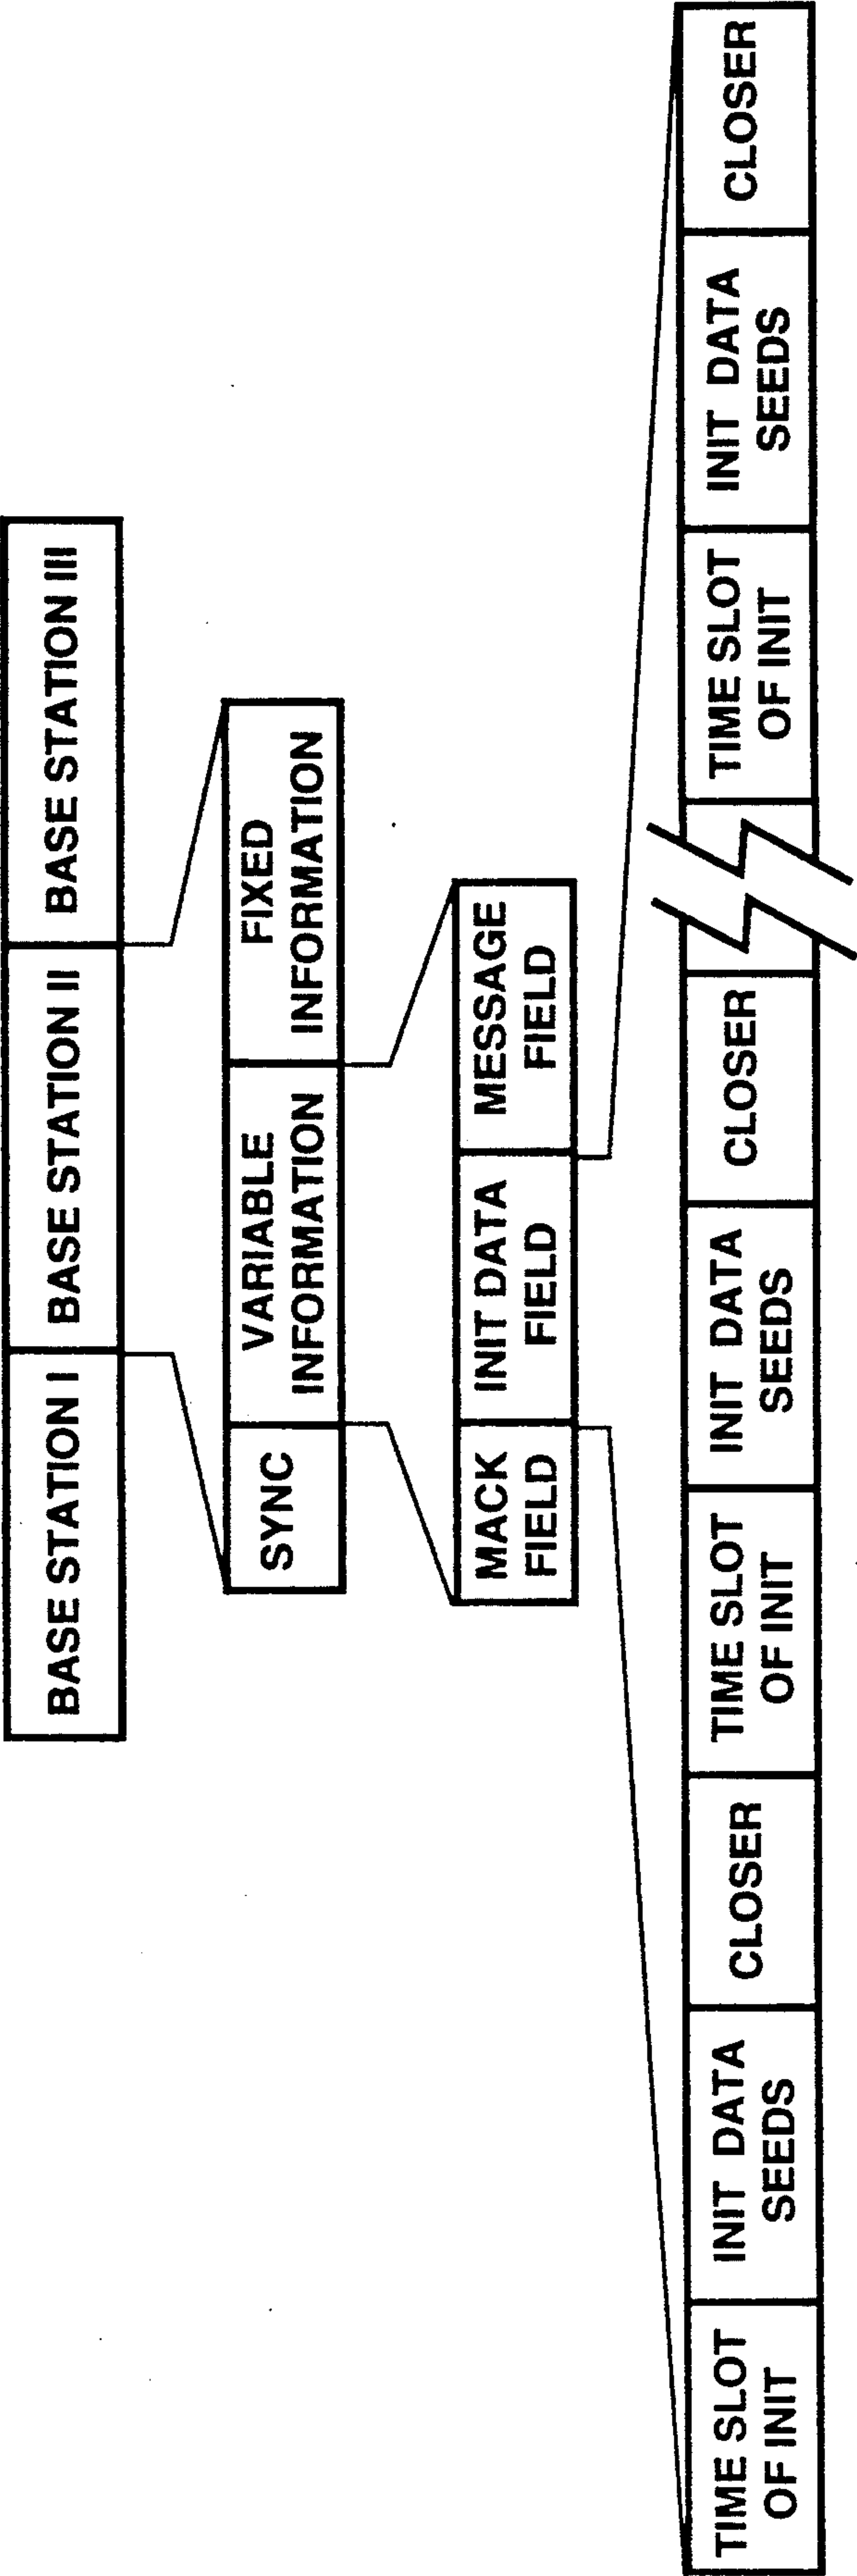 BASE STATION I
BASE STATION II
BASE STATION III
SYNC
VARIABLE
INFORMATION
FIXED
INFORMATION
MACK
FIELD
INIT DATA
FIELD
MESSAGE
FIELD
TIME SLOT
OF INIT
INIT DATA
SEEDS
CLOSER
TIME SLOT
OF INIT
INIT DATA
SEEDS
CLOSER
TIME SLOT
OF INIT
INIT DATA
SEEDS
CLOSER